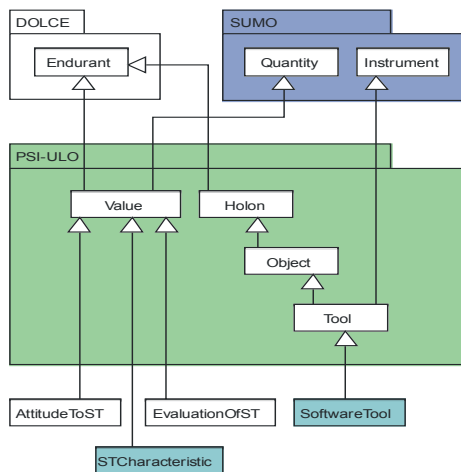 DOLCE
SUMO
Endurant
Quantity
Instrument
PSI-ULO
Value
Holon
Object
Tool
AttitudeToST
EvaluationOfST
SoftwareTool
STCharacteristic